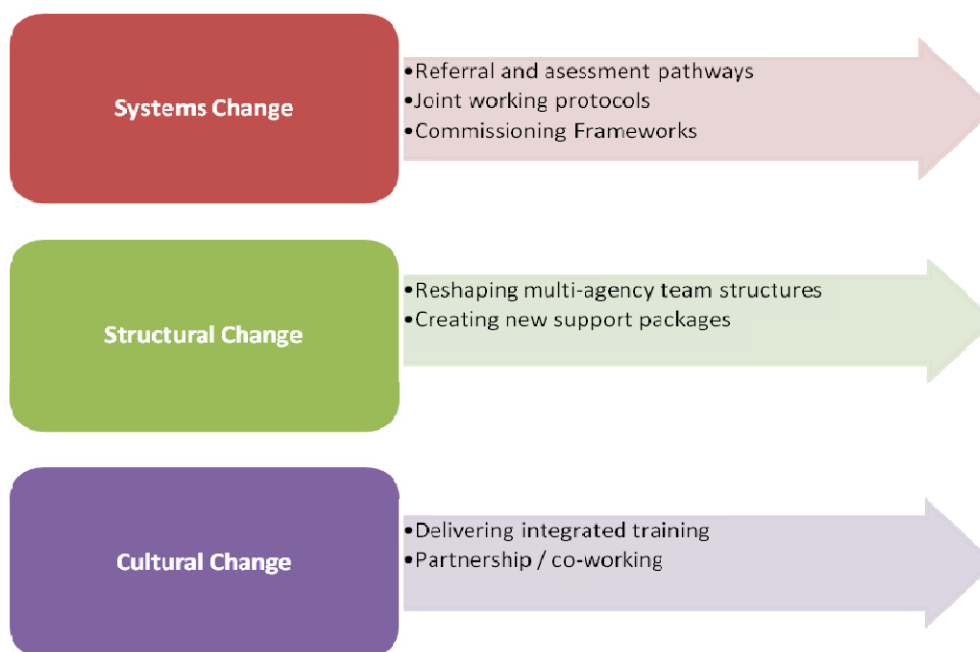 Systems Change
•Referral and asessment pathways
•Joint working protocols
•Commissioning Frameworks
Structural Change
•Reshaping multi-agency team structures
•Creating new support packages
Cultural Change
•Delivering integrated training
•Partnership / co-working